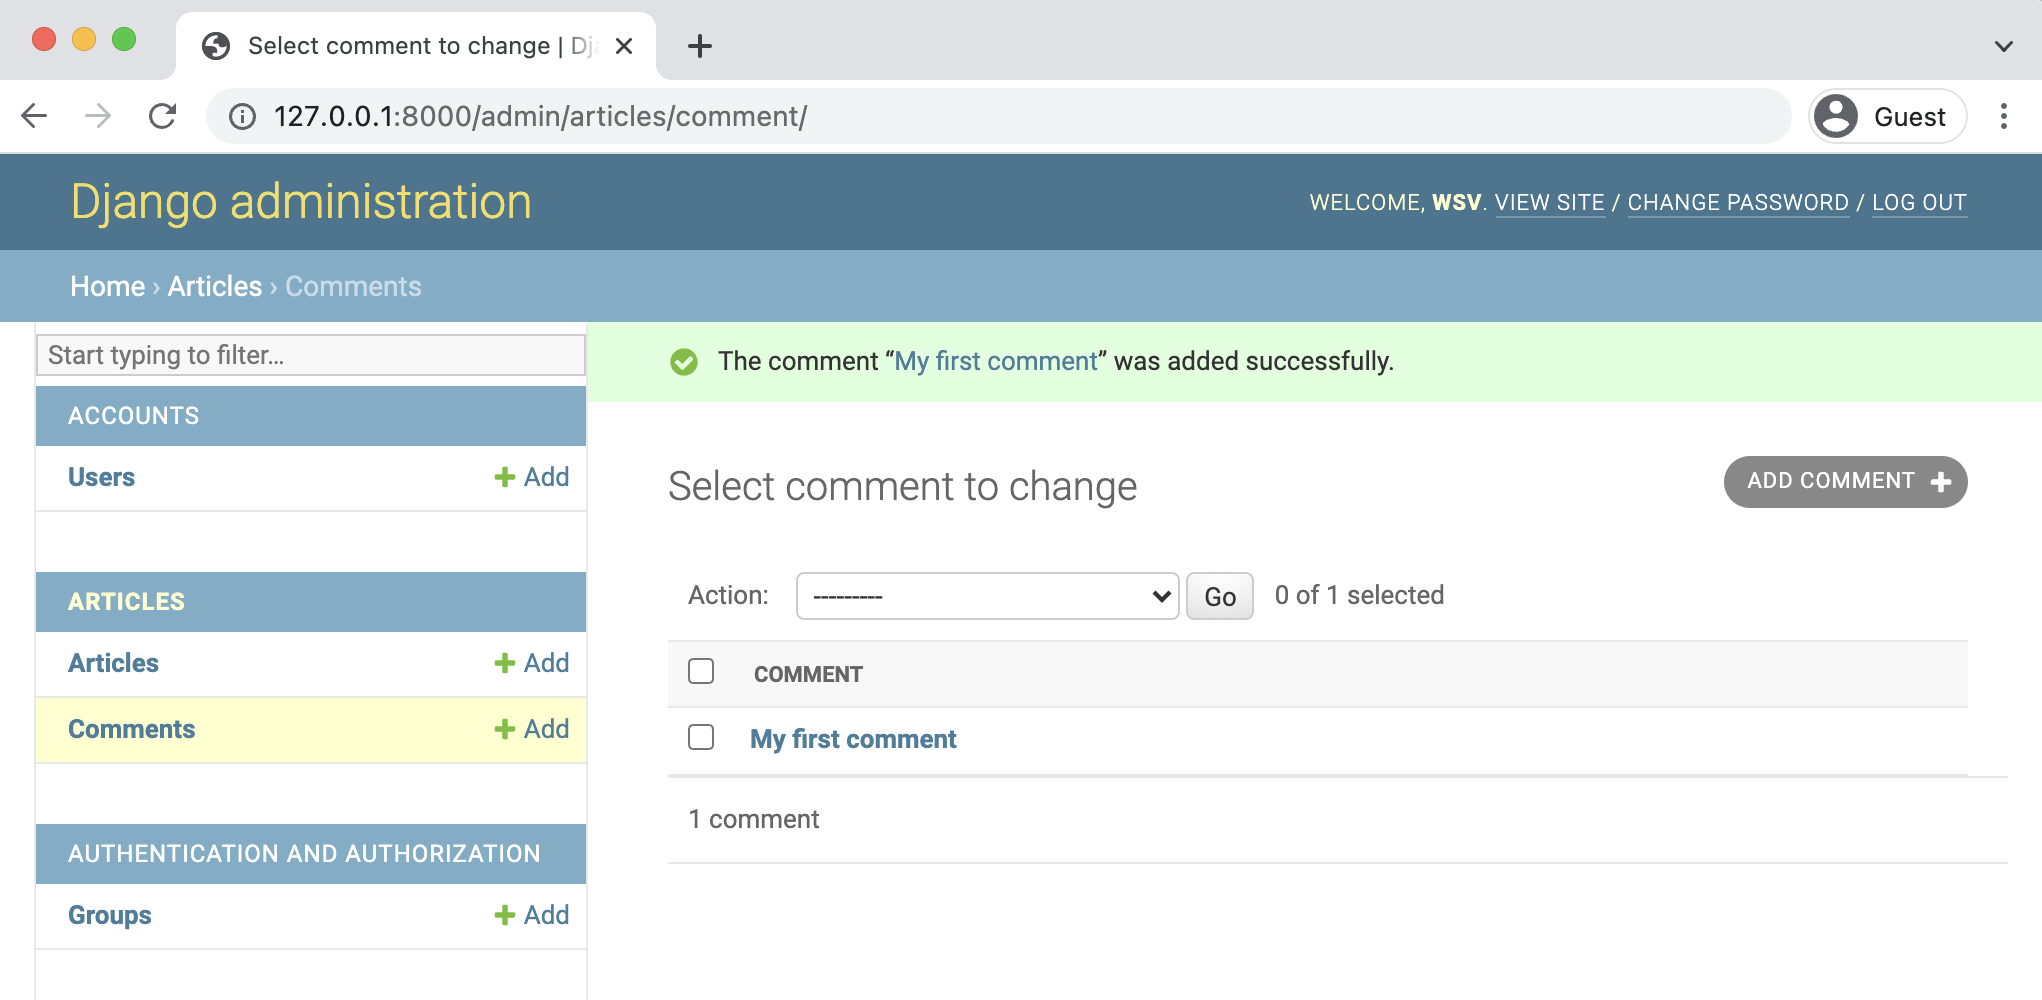 Select comment to change | Dj
127.0.0.1:8000/admin/articles/comment/
Guest
Django administration
WELCOME, WSV. VIEW SITE / CHANGE PASSWORD / LOG OUT
Home › Articles › Comments
Start typing to filter...
The comment “My first comment” was added successfully.
ACCOUNTS
Users
Add
ARTICLES
Articles
Add
Comments
Add
AUTHENTICATION AND AUTHORIZATION
Groups
Add
Select comment to change
ADD COMMENT
Action: --------- Go 0 of 1 selected
COMMENT
My first comment
1 comment